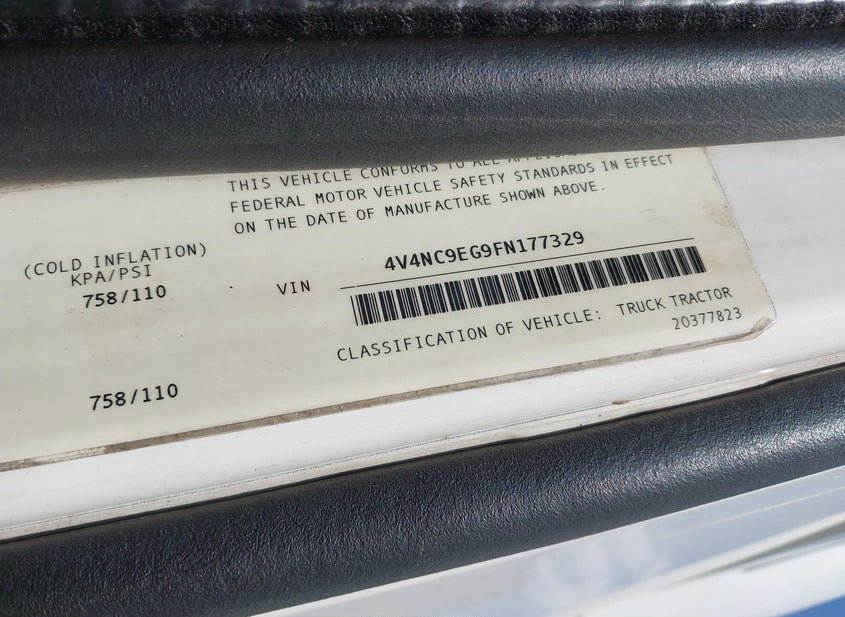 THIS VEHICLE CONFORMS TO ALL
FEDERAL MOTOR VEHICLE SAFETY STANDARDS IN EFFECT
ON THE DATE OF MANUFACTURE SHOWN ABOVE.
(COLD INFLATION)
KPA/PSI
758/110
VIN 4V4NC9EG9FN177329
CLASSIFICATION OF VEHICLE: TRUCK TRACTOR
20377823
758/110